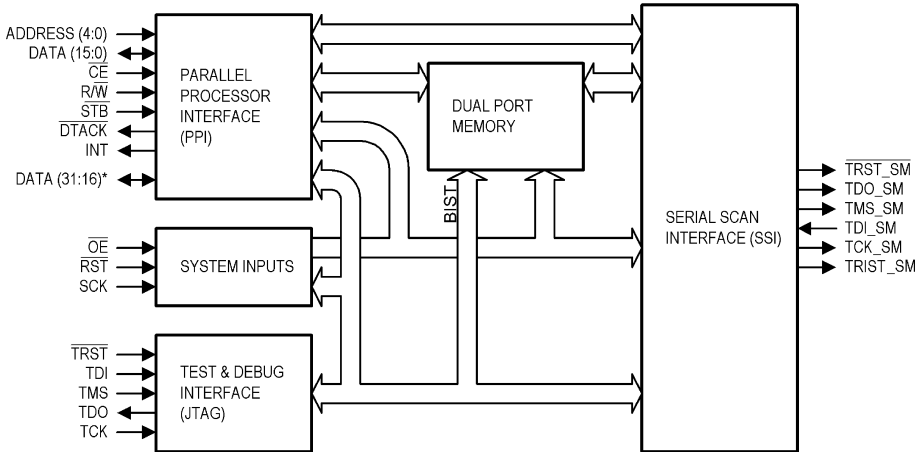 ADDRESS (4:0)
DATA (15:0)
CE
R/W
STB
DTACK
INT
DATA (31:16)*
PARALLEL
PROCESSOR
INTERFACE
(PPI)
DUAL PORT
MEMORY
BIST
OE
RST
SCK
SYSTEM INPUTS
TRST
TDI
TMS
TDO
TCK
TEST & DEBUG
INTERFACE
(JTAG)
SERIAL SCAN
INTERFACE (SSI)
TRST_SM
TDO_SM
TMS_SM
TDI_SM
TCK_SM
TRIST_SM